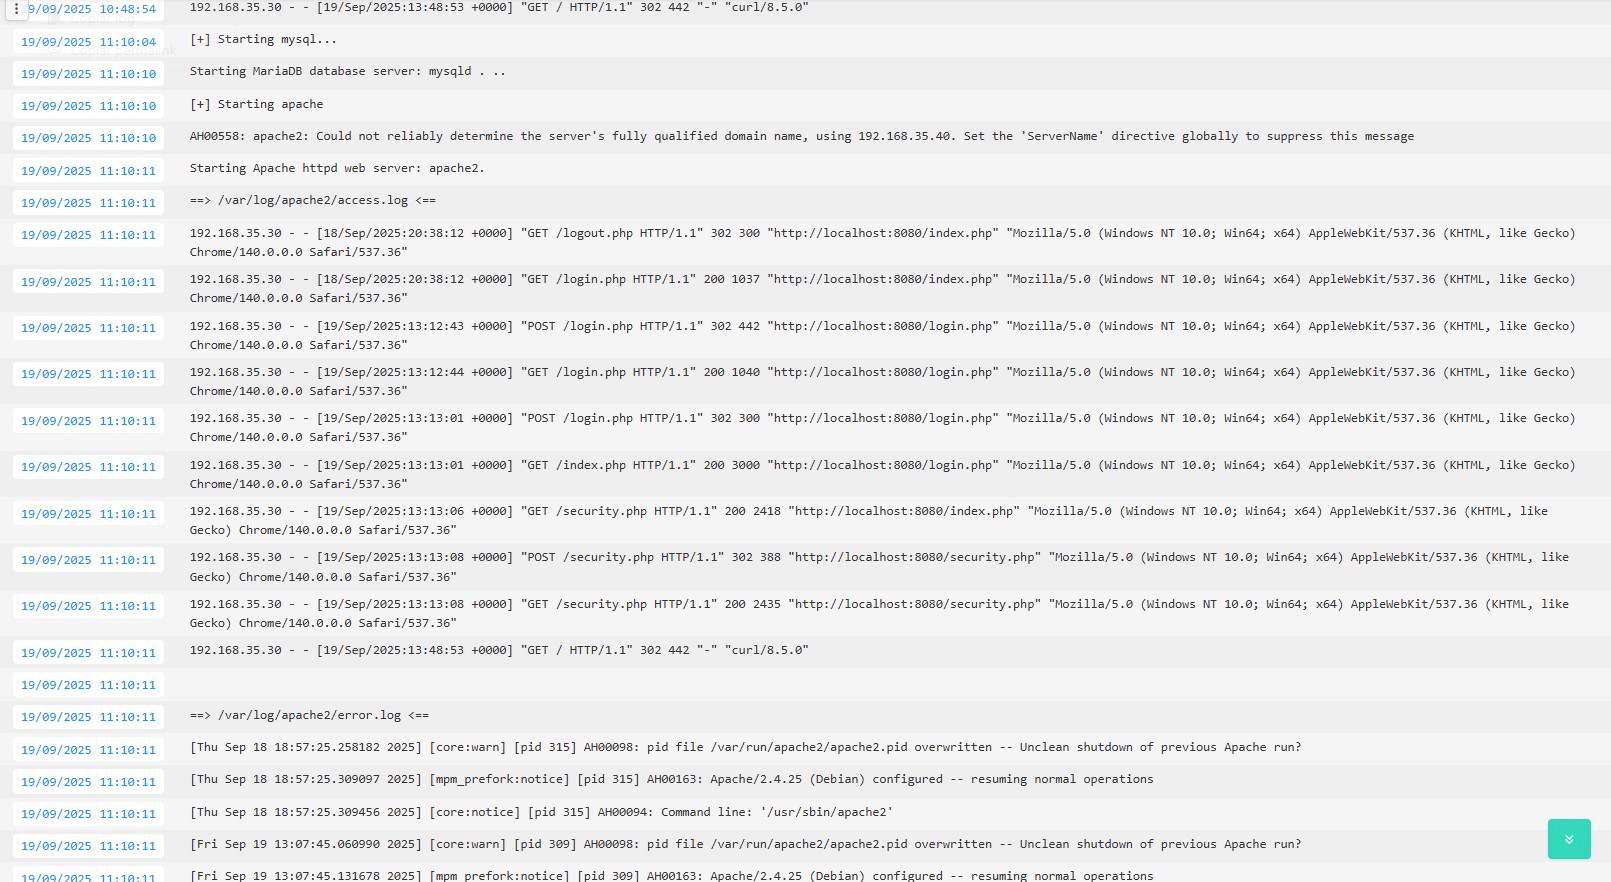 9/09/2025 10:48:54 192.168.35.30 - - [19/Sep/2025:13:48:53 +0000] "GET / HTTP/1.1" 302 442 "-" "curl/8.5.0"
Copiar log
19/09/2025 11:10:04 [+] Starting mysql...
Copiar permalink
19/09/2025 11:10:10 Starting MariaDB database server: mysqld . ..
19/09/2025 11:10:10 [+] Starting apache
19/09/2025 11:10:10 AH00558: apache2: Could not reliably determine the server's fully qualified domain name, using 192.168.35.40. Set the 'ServerName' directive globally to suppress this message
19/09/2025 11:10:11 Starting Apache httpd web server: apache2.
19/09/2025 11:10:11 ==> /var/log/apache2/access.log <==
19/09/2025 11:10:11 192.168.35.30 - - [18/Sep/2025:20:38:12 +0000] "GET /logout.php HTTP/1.1" 302 300 "http://localhost:8080/index.php" "Mozilla/5.0 (Windows NT 10.0; Win64; x64) AppleWebKit/537.36 (KHTML, like Gecko)
Chrome/140.0.0.0 Safari/537.36"
19/09/2025 11:10:11 192.168.35.30 - - [18/Sep/2025:20:38:12 +0000] "GET /login.php HTTP/1.1" 200 1037 "http://localhost:8080/index.php" "Mozilla/5.0 (Windows NT 10.0; Win64; x64) AppleWebKit/537.36 (KHTML, like Gecko)
Chrome/140.0.0.0 Safari/537.36"
19/09/2025 11:10:11 192.168.35.30 - - [19/Sep/2025:13:12:43 +0000] "POST /login.php HTTP/1.1" 302 442 "http://localhost:8080/login.php" "Mozilla/5.0 (Windows NT 10.0; Win64; x64) AppleWebKit/537.36 (KHTML, like Gecko)
Chrome/140.0.0.0 Safari/537.36"
19/09/2025 11:10:11 192.168.35.30 - - [19/Sep/2025:13:12:44 +0000] "GET /login.php HTTP/1.1" 200 1040 "http://localhost:8080/login.php" "Mozilla/5.0 (Windows NT 10.0; Win64; x64) AppleWebKit/537.36 (KHTML, like Gecko)
Chrome/140.0.0.0 Safari/537.36"
19/09/2025 11:10:11 192.168.35.30 - - [19/Sep/2025:13:13:01 +0000] "POST /login.php HTTP/1.1" 302 300 "http://localhost:8080/login.php" "Mozilla/5.0 (Windows NT 10.0; Win64; x64) AppleWebKit/537.36 (KHTML, like Gecko)
Chrome/140.0.0.0 Safari/537.36"
19/09/2025 11:10:11 192.168.35.30 - - [19/Sep/2025:13:13:01 +0000] "GET /index.php HTTP/1.1" 200 3000 "http://localhost:8080/login.php" "Mozilla/5.0 (Windows NT 10.0; Win64; x64) AppleWebKit/537.36 (KHTML, like Gecko)
Chrome/140.0.0.0 Safari/537.36"
19/09/2025 11:10:11 192.168.35.30 - - [19/Sep/2025:13:13:06 +0000] "GET /security.php HTTP/1.1" 200 2418 "http://localhost:8080/index.php" "Mozilla/5.0 (Windows NT 10.0; Win64; x64) AppleWebKit/537.36 (KHTML, like
Gecko) Chrome/140.0.0.0 Safari/537.36"
19/09/2025 11:10:11 192.168.35.30 - - [19/Sep/2025:13:13:08 +0000] "POST /security.php HTTP/1.1" 302 388 "http://localhost:8080/security.php" "Mozilla/5.0 (Windows NT 10.0; Win64; x64) AppleWebKit/537.36 (KHTML, like
Gecko) Chrome/140.0.0.0 Safari/537.36"
19/09/2025 11:10:11 192.168.35.30 - - [19/Sep/2025:13:13:08 +0000] "GET /security.php HTTP/1.1" 200 2435 "http://localhost:8080/security.php" "Mozilla/5.0 (Windows NT 10.0; Win64; x64) AppleWebKit/537.36 (KHTML, like
Gecko) Chrome/140.0.0.0 Safari/537.36"
19/09/2025 11:10:11 192.168.35.30 - - [19/Sep/2025:13:48:53 +0000] "GET / HTTP/1.1" 302 442 "-" "curl/8.5.0"
19/09/2025 11:10:11
19/09/2025 11:10:11 ==> /var/log/apache2/error.log <==
19/09/2025 11:10:11 [Thu Sep 18 18:57:25.258182 2025] [core:warn] [pid 315] AH00098: pid file /var/run/apache2/apache2.pid overwritten -- Unclean shutdown of previous Apache run?
19/09/2025 11:10:11 [Thu Sep 18 18:57:25.309097 2025] [mpm_prefork:notice] [pid 315] AH00163: Apache/2.4.25 (Debian) configured -- resuming normal operations
19/09/2025 11:10:11 [Thu Sep 18 18:57:25.309456 2025] [core:notice] [pid 315] AH00094: Command line: '/usr/sbin/apache2'
19/09/2025 11:10:11 [Fri Sep 19 13:07:45.060990 2025] [core:warn] [pid 309] AH00098: pid file /var/run/apache2/apache2.pid overwritten -- Unclean shutdown of previous Apache run?
19/09/2025 11:10:11 [Fri Sep 19 13:07:45.131678 2025] [mpm_prefork:notice] [pid 309] AH00163: Apache/2.4.25 (Debian) configured -- resuming normal operations